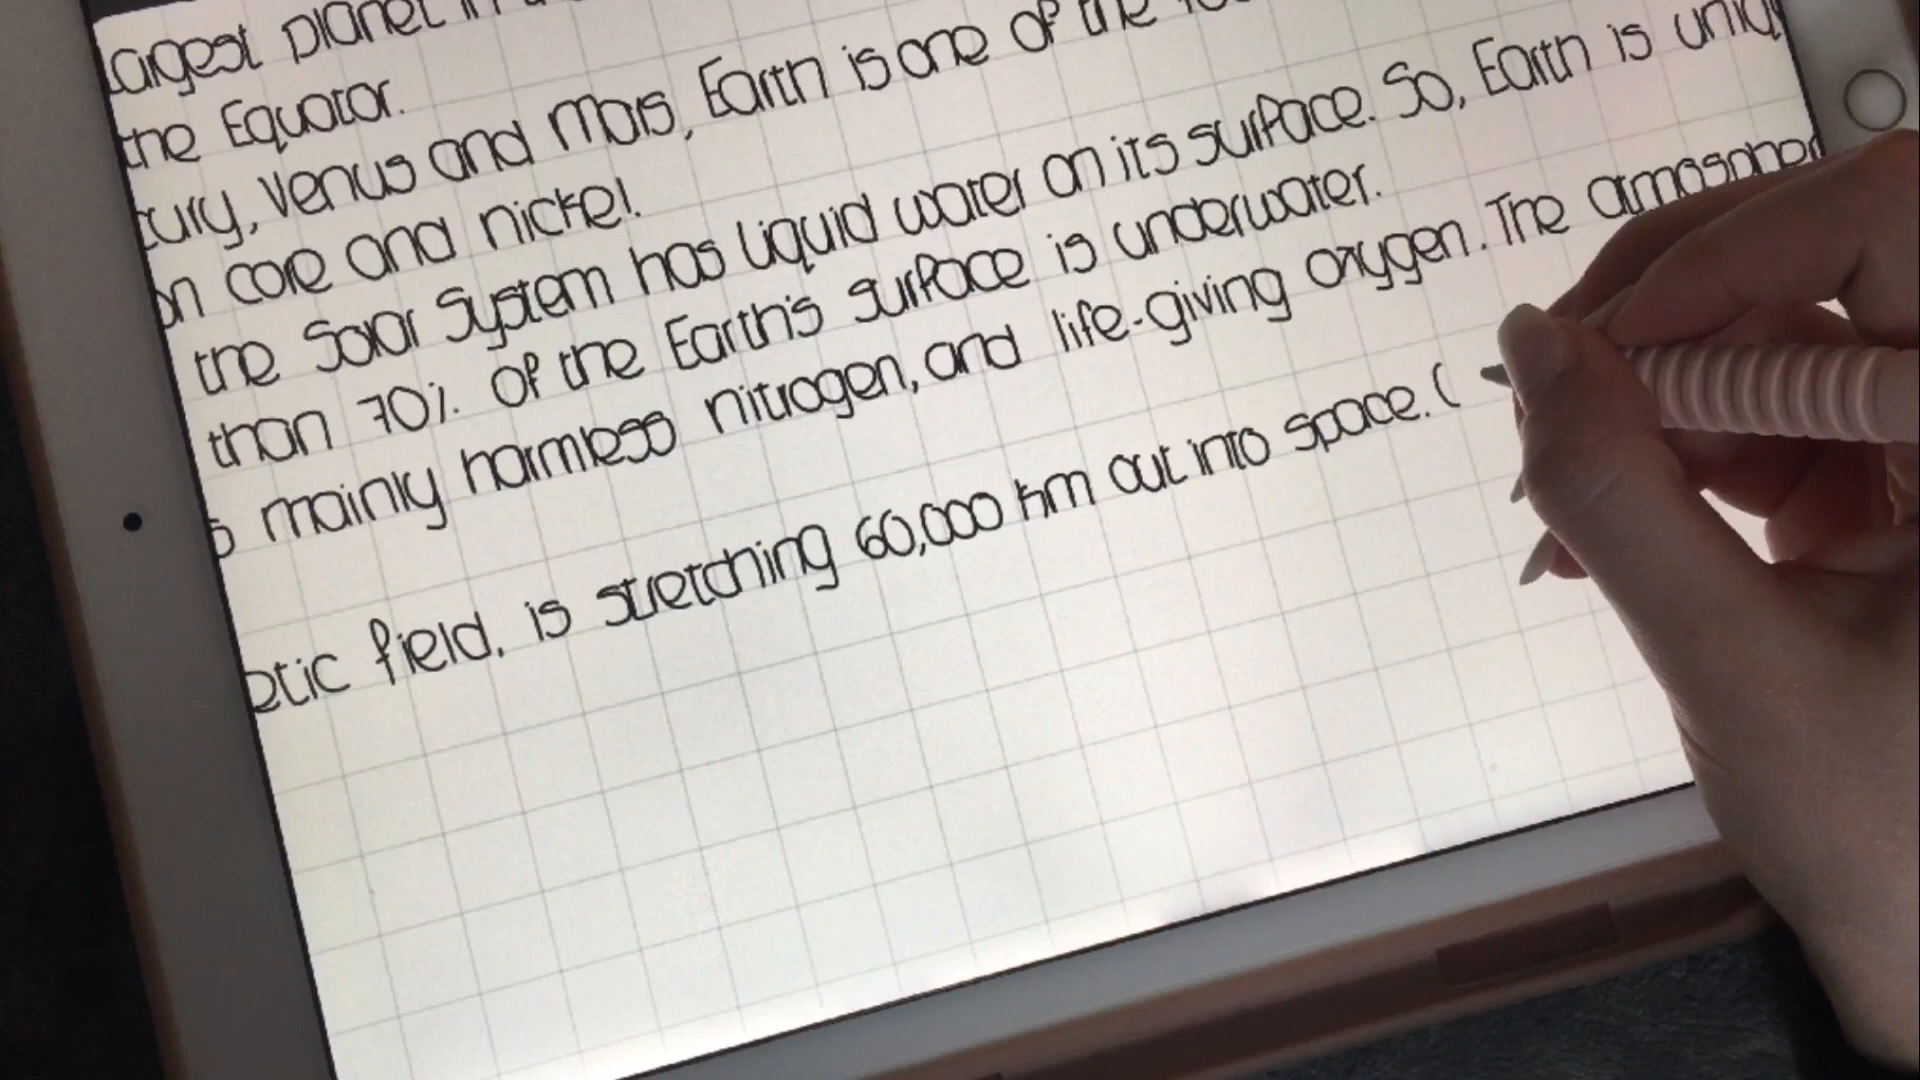 largest planet in
the Equator.
cury, Venus and Mars, Earth is one of the
on core and nickel.
the Solar System has liquid water on its surface. So, Earth is uniq
than 70% of the Earth's surface is underwater.
s mainly harmless nitrogen, and life-giving oxygen. The atmospher
etic field, is stretching 60,000 km out into space. (